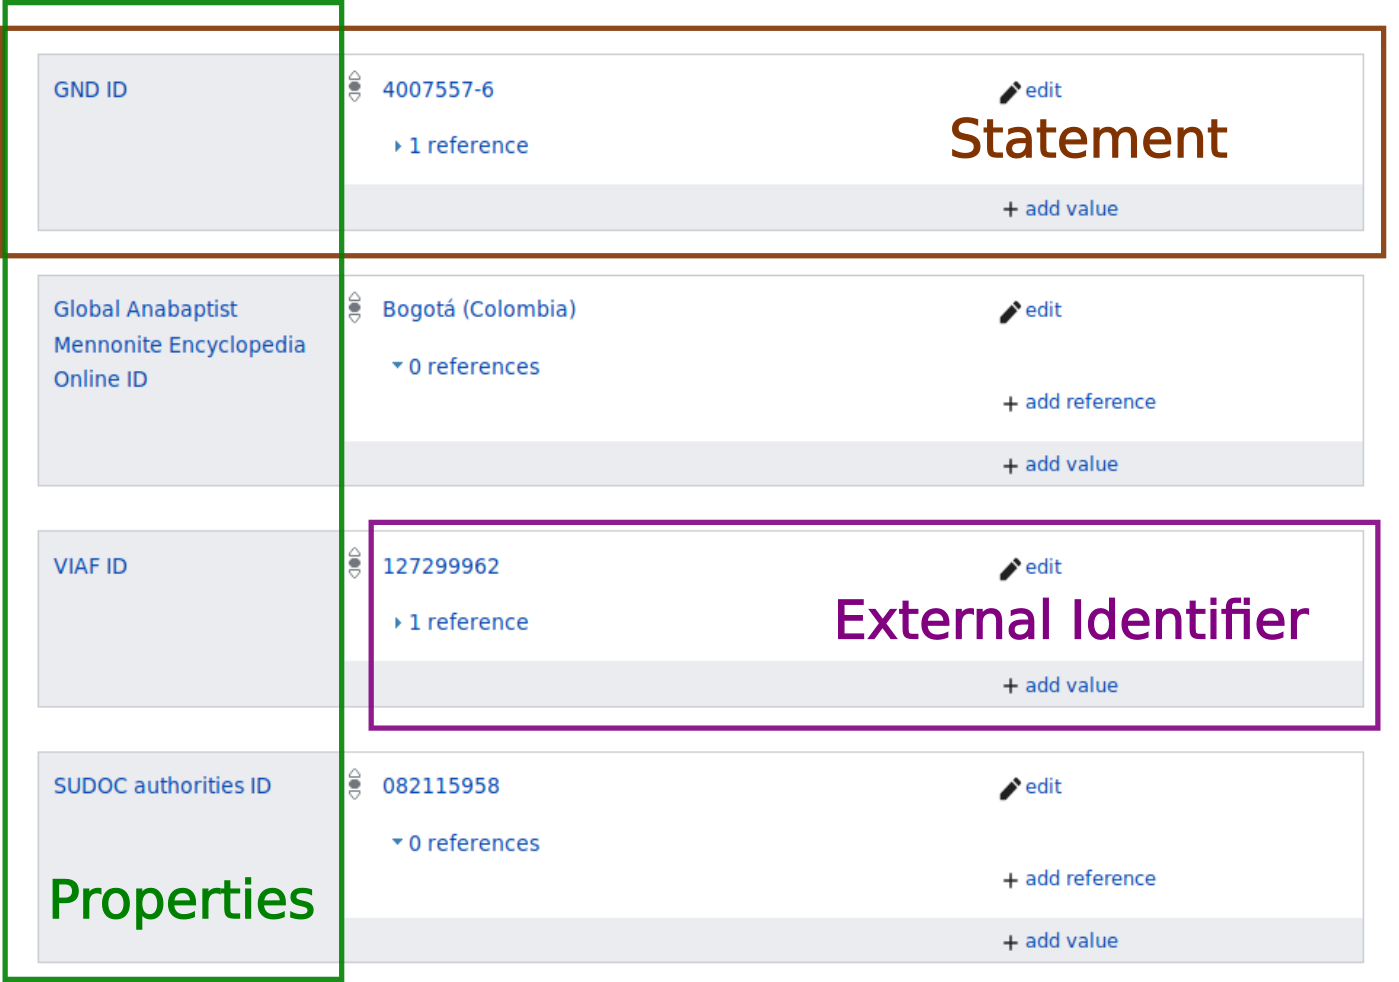 GND ID
4007557-6
edit
1 reference
Statement
+ add value
Global Anabaptist
Mennonite Encyclopedia
Online ID
Bogotá (Colombia)
edit
0 references
+ add reference
+ add value
VIAF ID
127299962
edit
1 reference
External Identifier
+ add value
SUDOC authorities ID
082115958
edit
0 references
+ add reference
Properties
+ add value